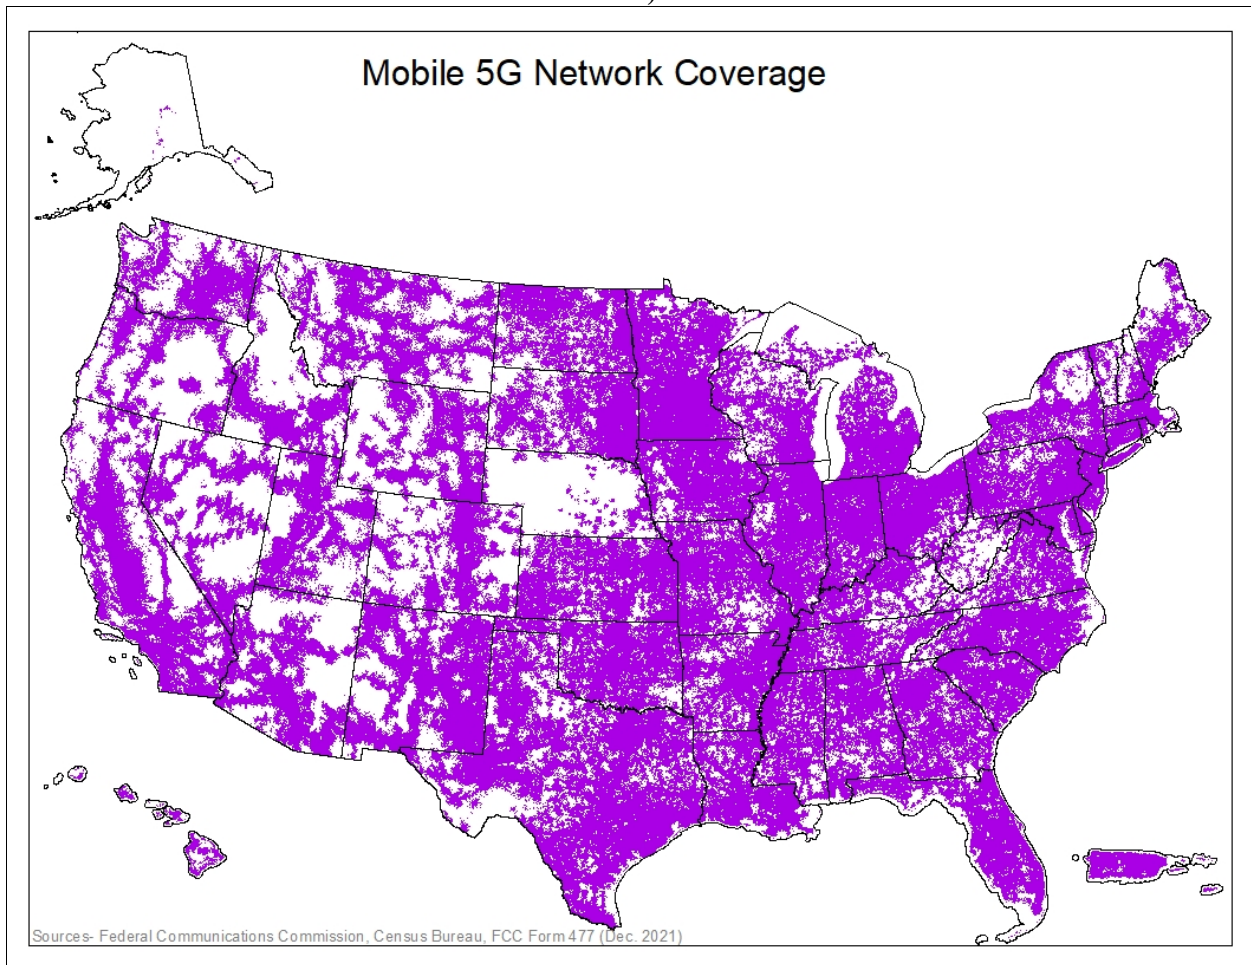 Mobile 5G Network Coverage
Sources- Federal Communications Commission, Census Bureau, FCC Form 477 (Dec. 2021)